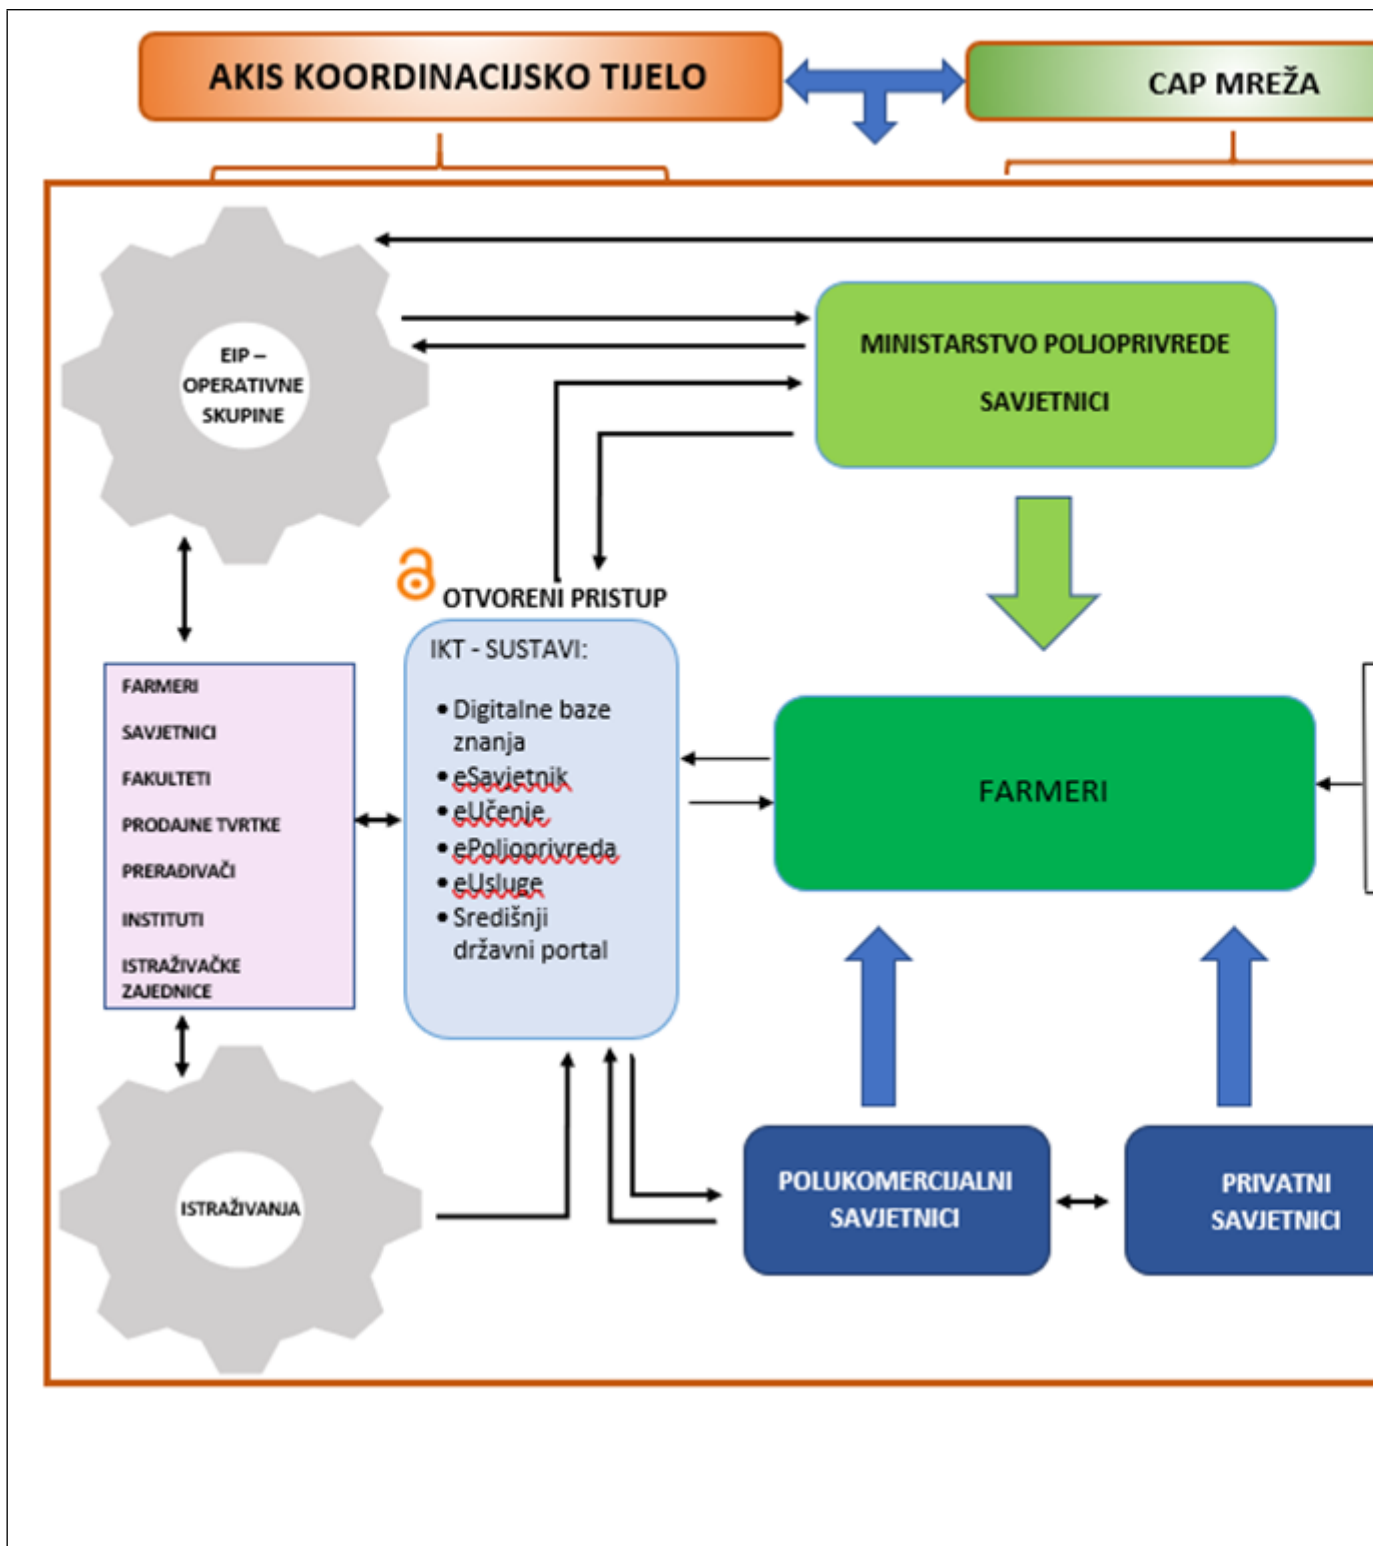 AKIS KOORDINACIJSKO TIJELO
CAP MREŽA
EIP –
OPERATIVNE
SKUPINE
MINISTARSTVO POLJOPRIVREDE
SAVJETNICI
OTVORENI PRISTUP
IKT - SUSTAVI:
• Digitalne baze
znanja
• eSavjetnik
• eUčenje
• ePoljoprivreda
• eUsluge
• Središnji
državni portal
FARMERI
SAVJETNICI
FAKULTETI
PRODAJNE TVRTKE
PRERAĐIVAČI
INSTITUTI
ISTRAŽIVAČKE
ZAJEDNICE
FARMERI
ISTRAŽIVANJA
POLUKOMERCIJALNI
SAVJETNICI
PRIVATNI
SAVJETNICI